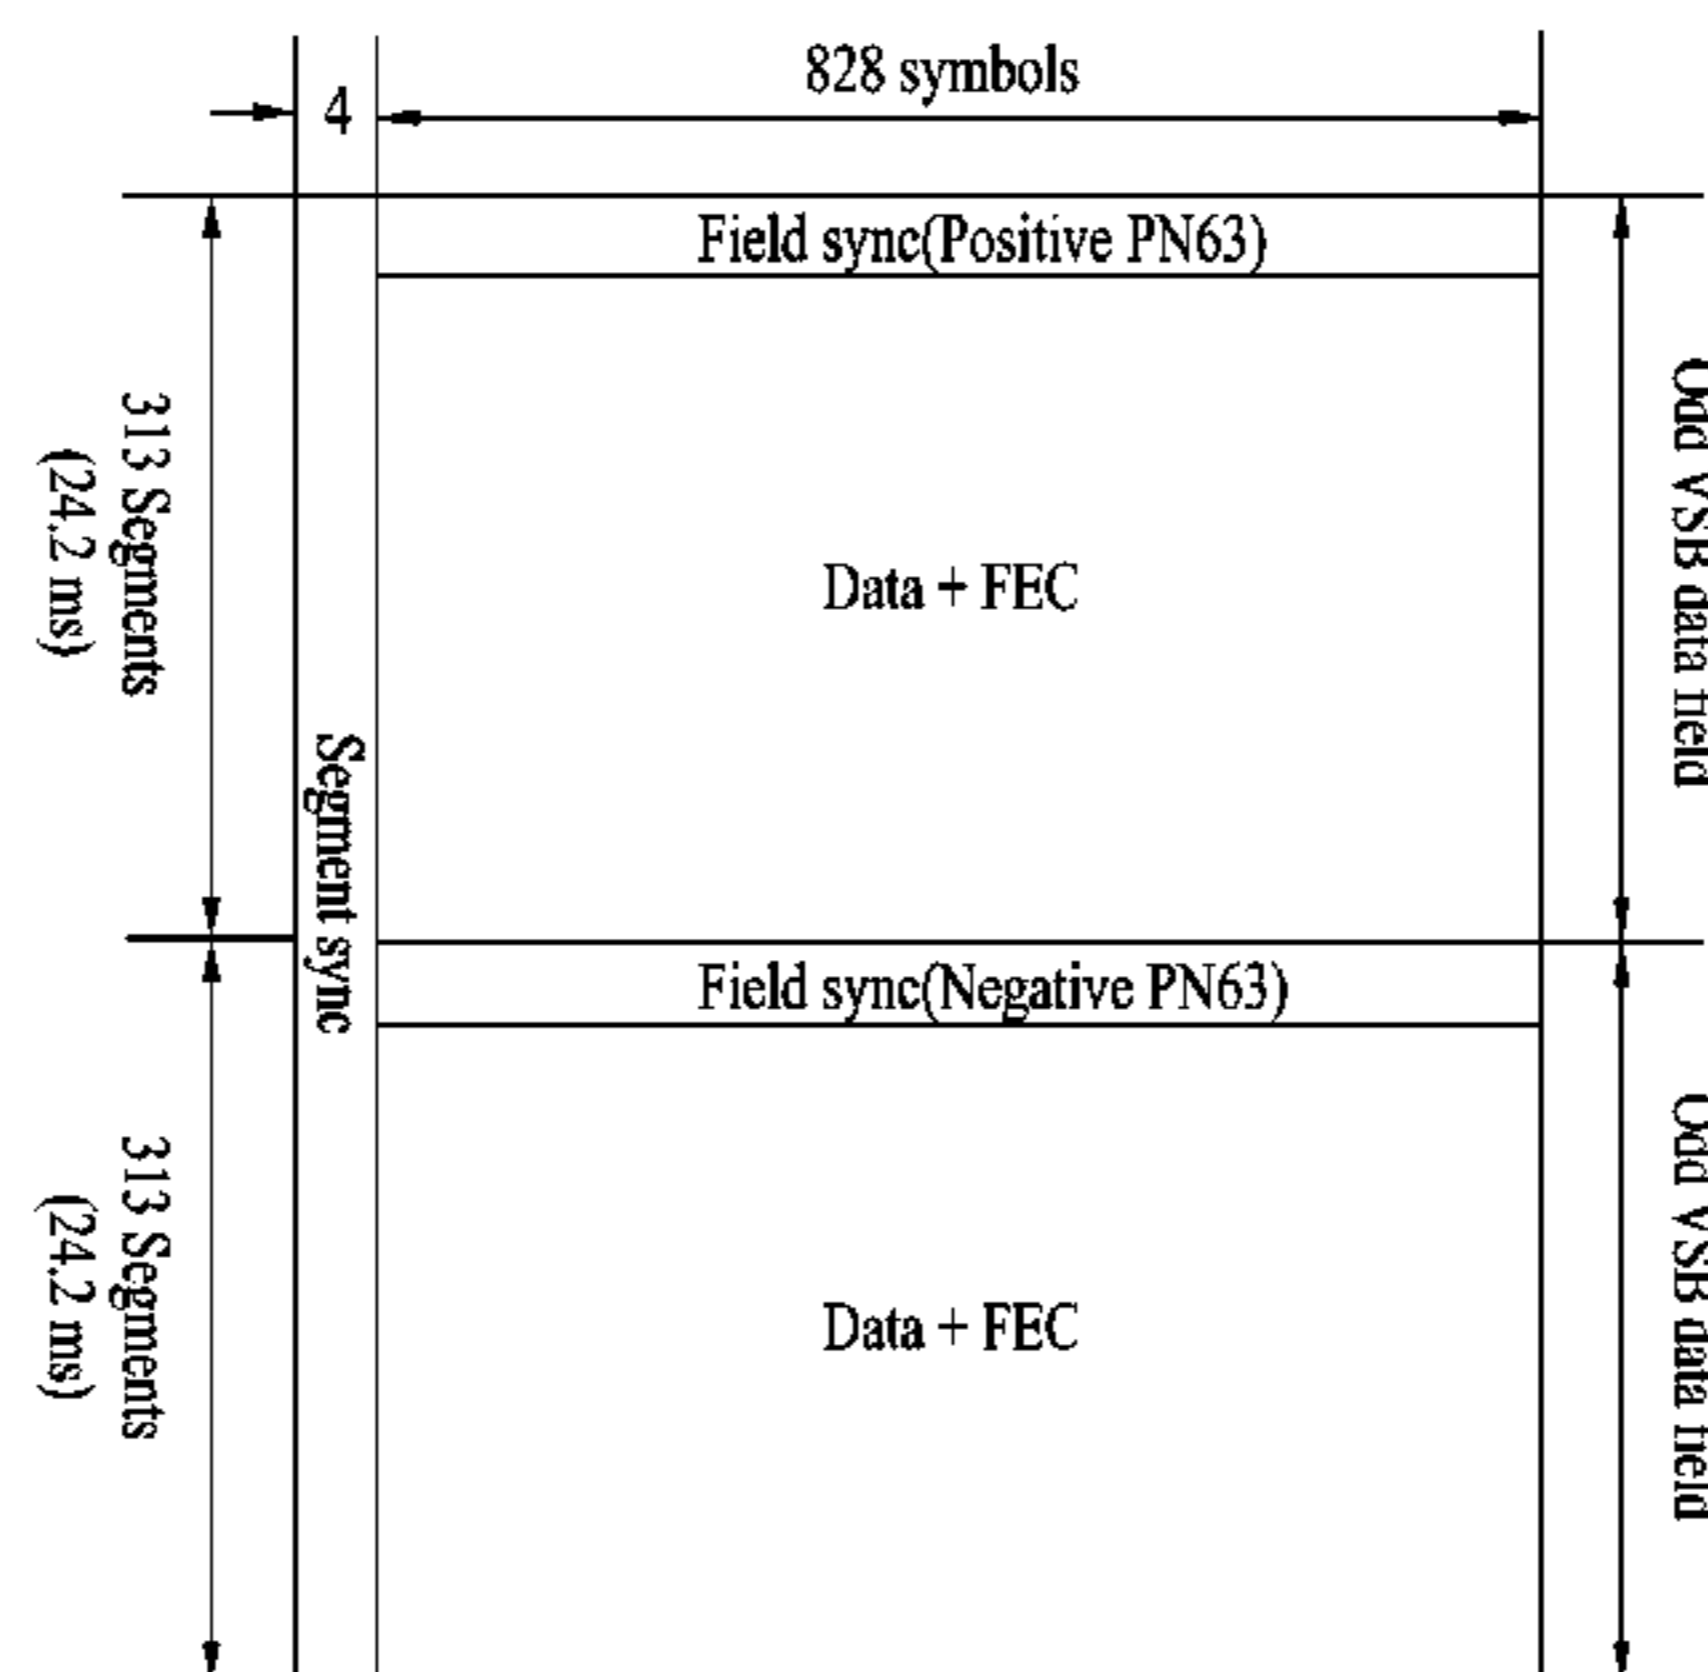 828 symbols
4
Field sync(Positive PN63)
313 Segments
(24.2 ms)
Data + FEC
Odd VSB data field
Segment sync
Field sync(Negative PN63)
313 Segments
(24.2 ms)
Data + FEC
Odd VSB data field